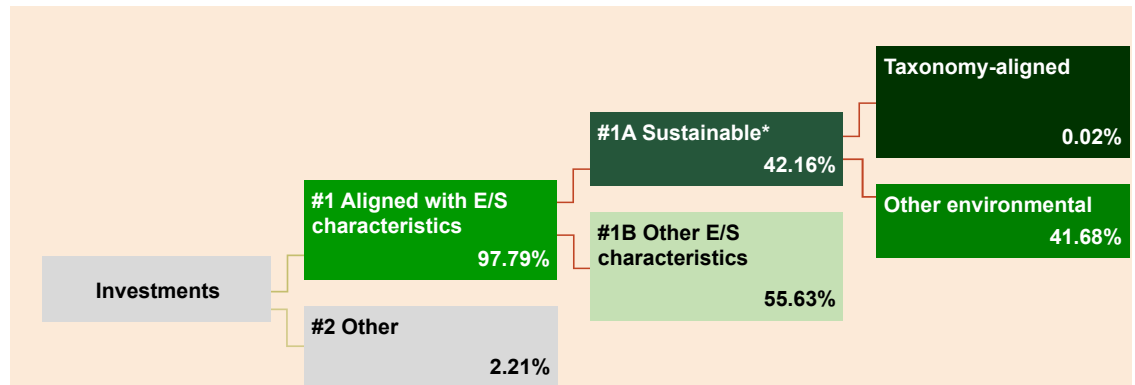 Investments
#1 Aligned with E/S
characteristics
97.79%
#2 Other
2.21%
#1A Sustainable*
42.16%
#1B Other E/S
characteristics
55.63%
Taxonomy-aligned
0.02%
Other environmental
41.68%